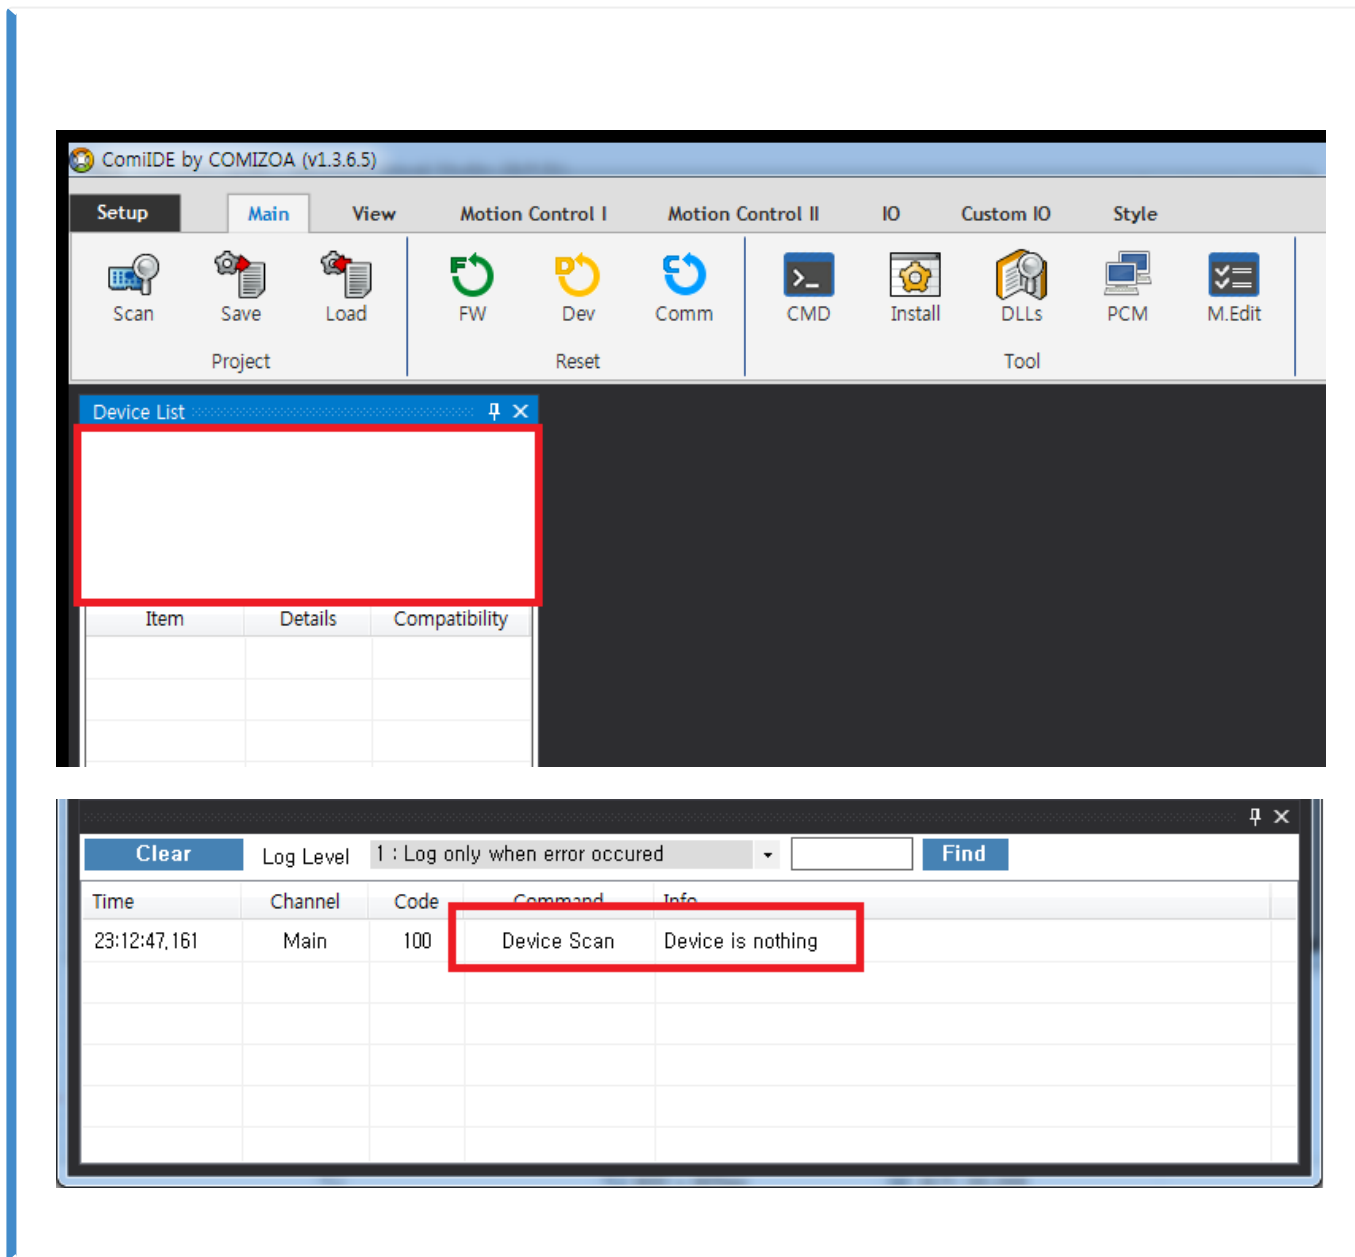 ComiIDE by COMIZOA (v1.3.6.5)
Setup Main View Motion Control I Motion Control II IO Custom IO Style
Scan Save Load FW Dev Comm CMD Install DLLs PCM M.Edit
Project Reset Tool
Device List
Item Details Compatibility
Clear Log Level 1 : Log only when error occured Find
Time Channel Code Command Info
23:12:47,161 Main 100 Device Scan Device is nothing